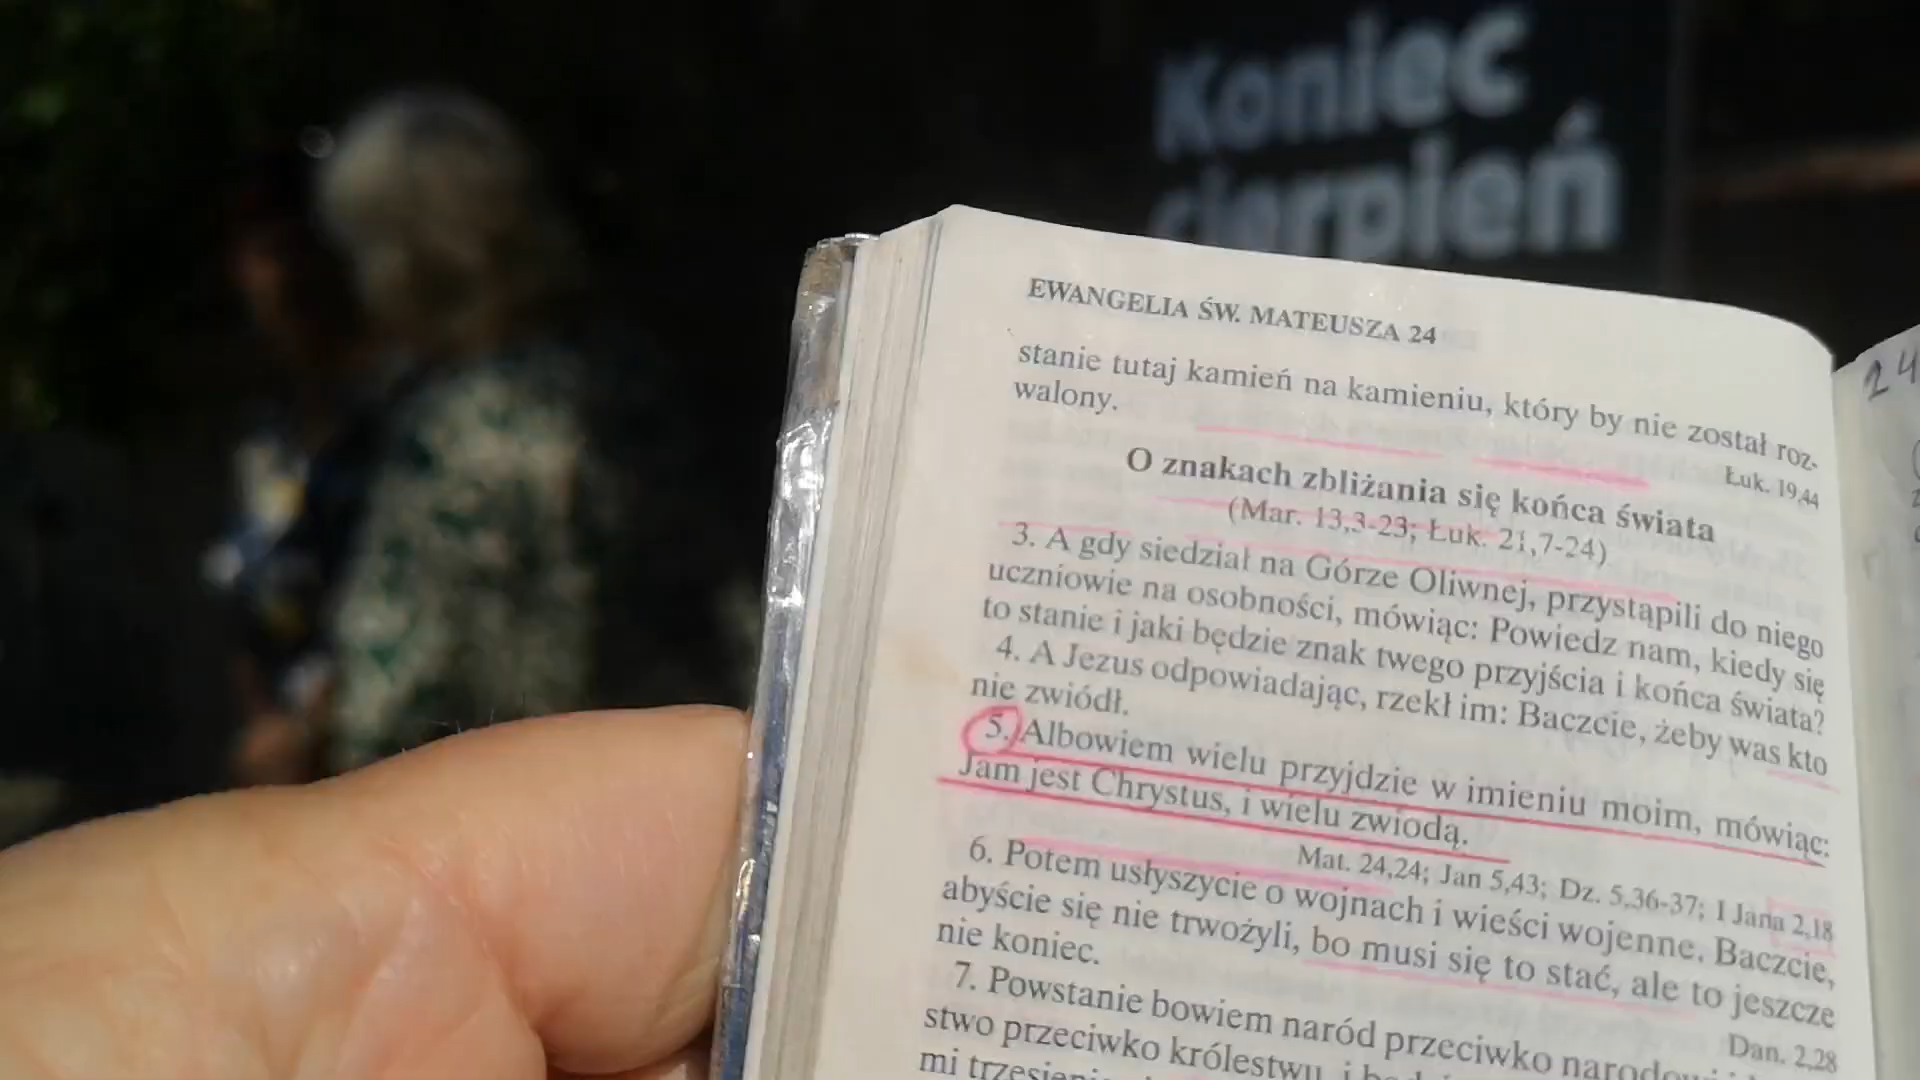 Koniec
cierpień
EWANGELIA ŚW. MATEUSZA 24
stanie tutaj kamień na kamieniu, który by nie został roz-
walony.
Łuk. 19,44
O znakach zbliżania się końca świata
(Mar. 13,3-23; Łuk. 21,7-24)
3. A gdy siedział na Górze Oliwnej, przystąpili do niego
uczniowie na osobności, mówiąc: Powiedz nam, kiedy się
to stanie i jaki będzie znak twego przyjścia i końca świata?
4. A Jezus odpowiadając, rzekł im: Baczcie, żeby was kto
nie zwiódł.
5. Albowiem wielu przyjdzie w imieniu moim, mówiąc:
Jam jest Chrystus, i wielu zwiodą.
Mat. 24,24; Jan 5,43; Dz. 5,36-37; I Jana 2,18
6. Potem usłyszycie o wojnach i wieści wojenne. Baczcie,
abyście się nie trwożyli, bo musi się to stać, ale to jeszcze
nie koniec.
Dan. 2,28
7. Powstanie bowiem naród przeciwko narodowi
stwo przeciwko królestwu, i
mi
24